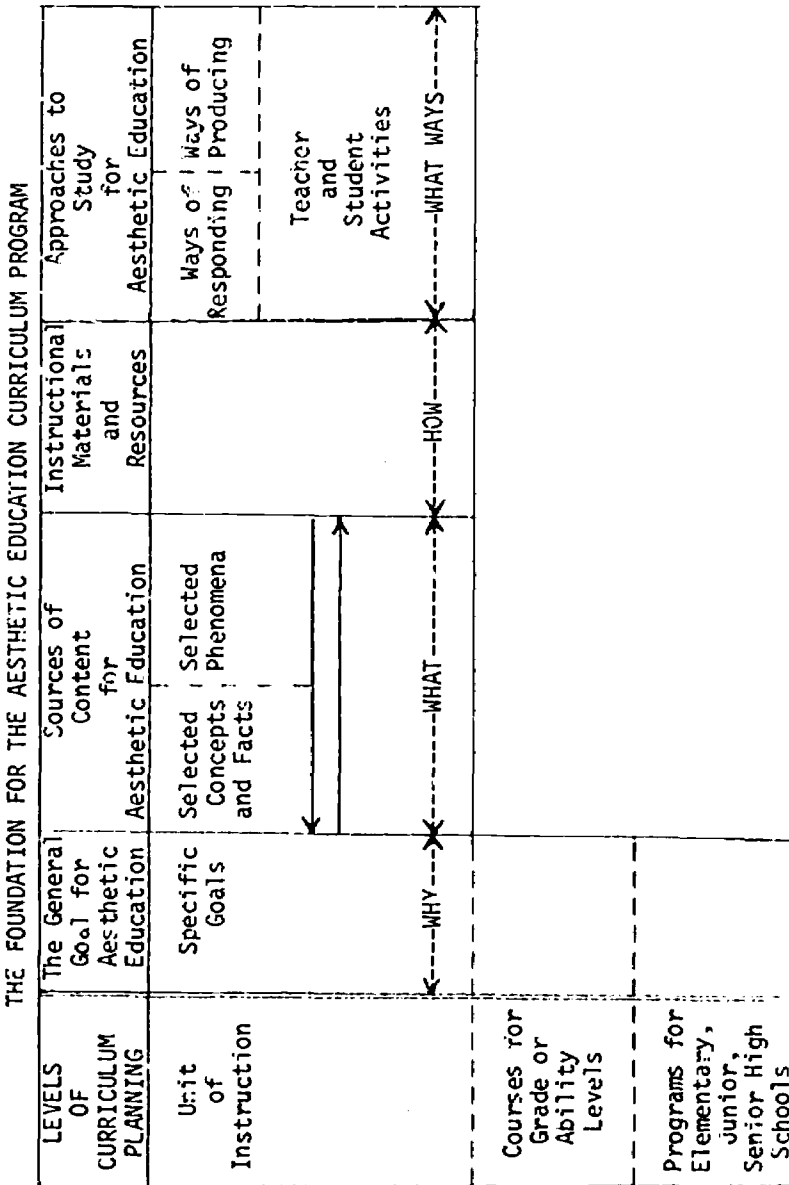 THE FOUNDATION FOR THE AESTHETIC EDUCATION CURRICULUM PROGRAM
LEVELS
OF
CURRICULUM
PLANNING
The General
Goal for
Aesthetic
Education
Sources of
Content
for
Aesthetic Education
Instructional
Materials
and
Resources
Approaches to
Study
for
Aesthetic Education
Unit
of
Instruction
Specific
Goals
Selected
Concepts
and Facts
Selected
Phenomena
Ways of
Responding
Ways of
Producing
Teacher
and
Student
Activities
WHY
WHAT
HOW
WHAT WAYS
Courses for
Grade or
Ability
Levels
Programs for
Elementary,
Junior,
Senior High
Schools